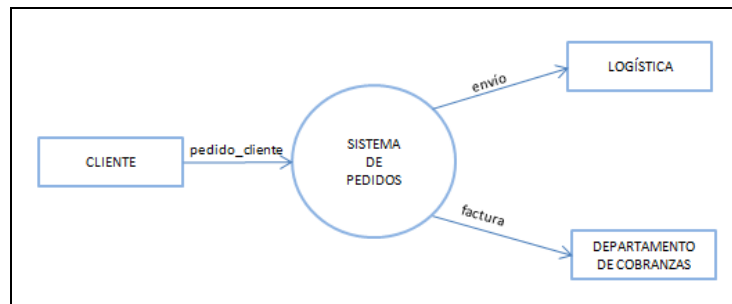 CLIENTE
pedido_cliente
SISTEMA
DE
PEDIDOS
envío
LOGÍSTICA
factura
DEPARTAMENTO
DE COBRANZAS